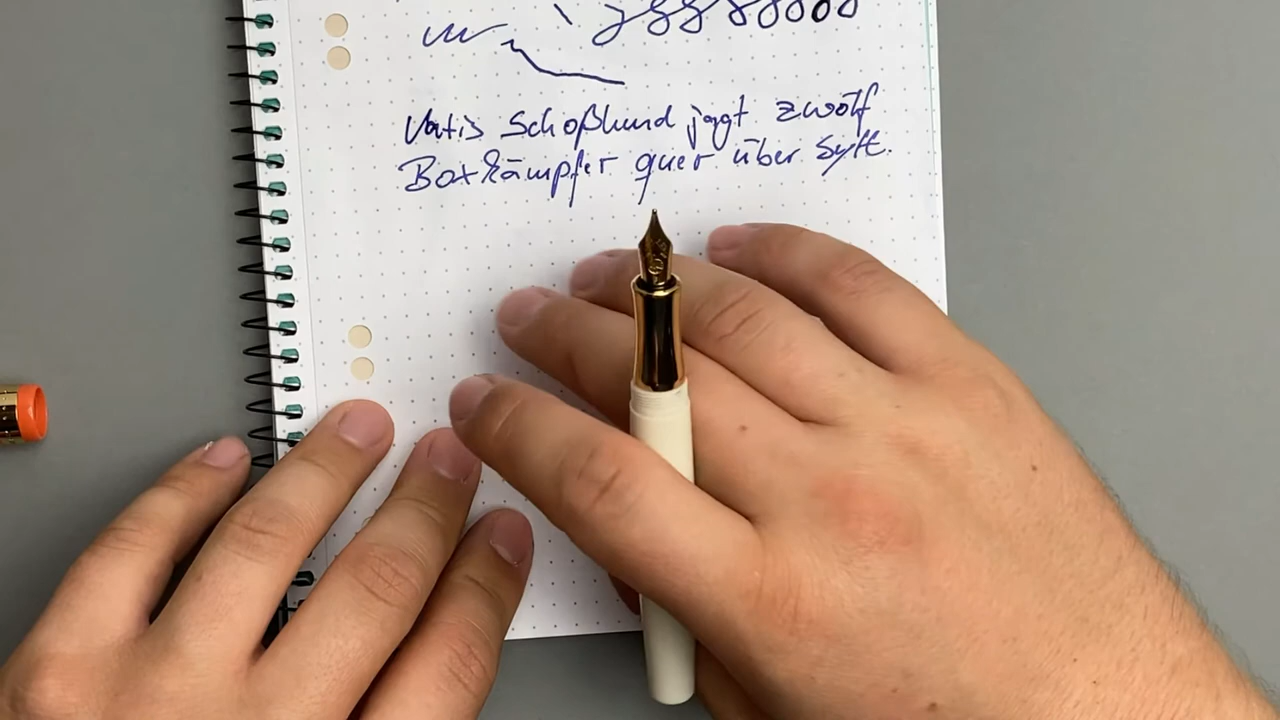 Vatis Schoßhund jagt zwölf
Boxkämpfer quer über Sylt.